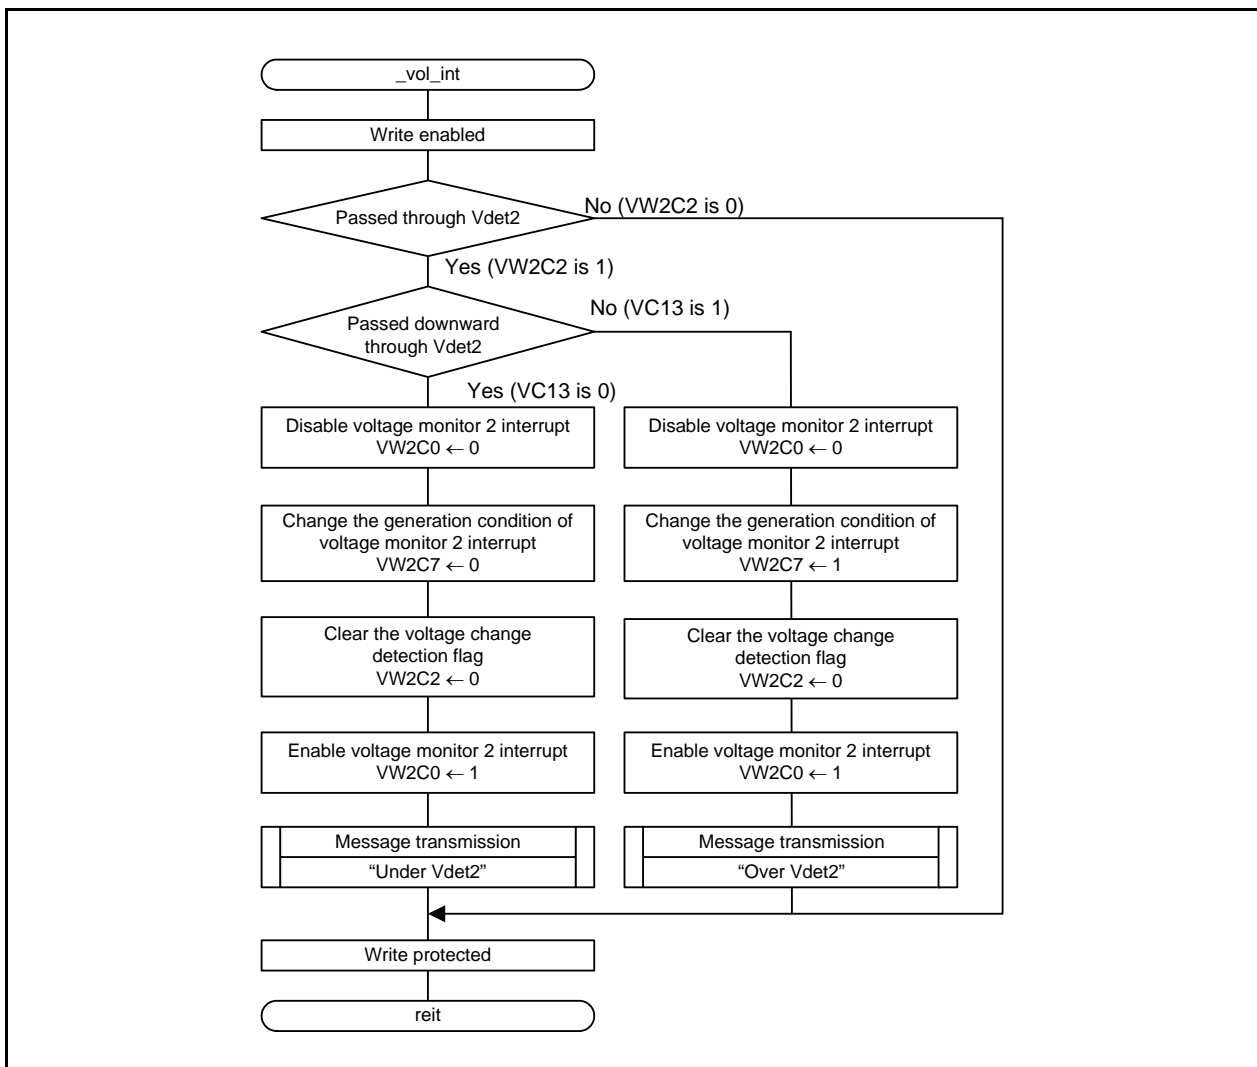 _vol_int
Write enabled
Passed through Vdet2
No (VW2C2 is 0)
Yes (VW2C2 is 1)
No (VC13 is 1)
Passed downward
through Vdet2
Yes (VC13 is 0)
Disable voltage monitor 2 interrupt
VW2C0 ← 0
Change the generation condition of
voltage monitor 2 interrupt
VW2C7 ← 0
Clear the voltage change
detection flag
VW2C2 ← 0
Enable voltage monitor 2 interrupt
VW2C0 ← 1
Message transmission
“Under Vdet2”
Disable voltage monitor 2 interrupt
VW2C0 ← 0
Change the generation condition of
voltage monitor 2 interrupt
VW2C7 ← 1
Clear the voltage change
detection flag
VW2C2 ← 0
Enable voltage monitor 2 interrupt
VW2C0 ← 1
Message transmission
“Over Vdet2”
Write protected
reit